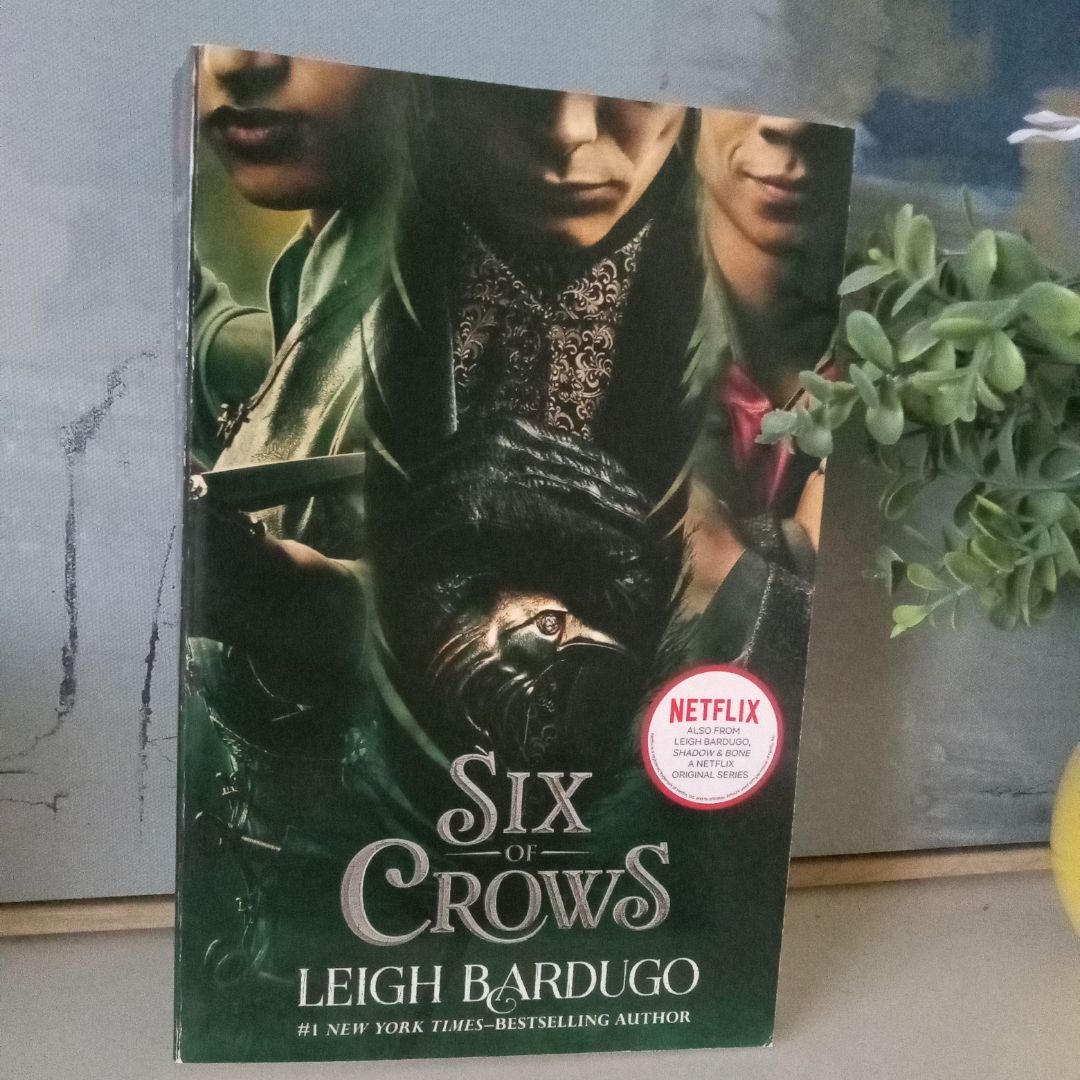 NETFLIX
ALSO FROM
LEIGH BARDUGO,
SHADOW & BONE
A NETFLIX
ORIGINAL SERIES
SIX
OF
CROWS
LEIGH BARDUGO
#1 NEW YORK TIMES–BESTSELLING AUTHOR